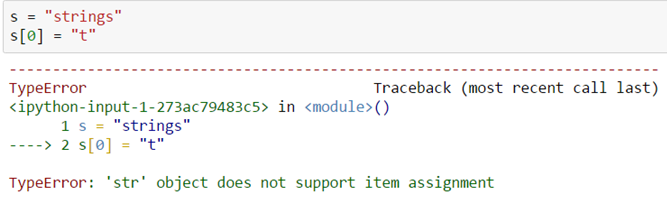 s = "strings"
s[0] = "t"
---------------------------------------------------------------------------
TypeError                                 Traceback (most recent call last)
<ipython-input-1-273ac79483c5> in <module>()
      1 s = "strings"
----> 2 s[0] = "t"
TypeError: 'str' object does not support item assignment